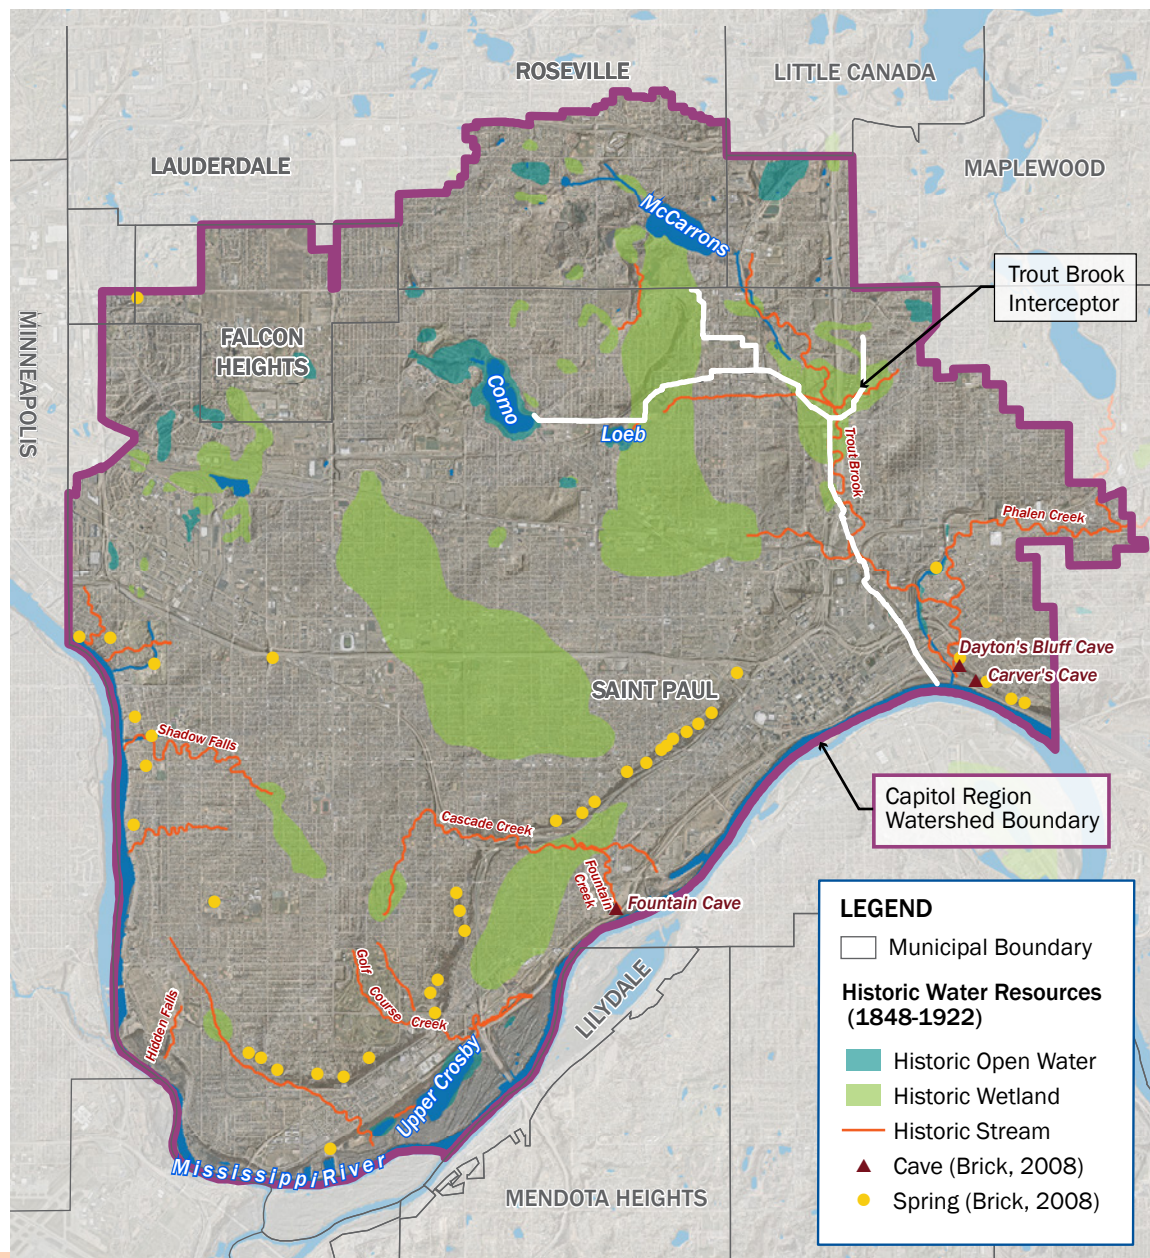 ROSEVILLE
LITTLE CANADA
LAUDERDALE
MAPLEWOOD
McCarrons
Trout Brook
Interceptor
MINNEAPOLIS
FALCON
HEIGHTS
Como
Loeb
Trout Brook
Phalen Creek
Dayton's Bluff Cave
Carver's Cave
SAINT PAUL
Shadow Falls
Capitol Region
Watershed Boundary
Cascade Creek
Fountain
Creek
Fountain Cave
Golf
Course
Creek
Hidden Falls
LILYDALE
Upper Crosby
Mississippi River
MENDOTA HEIGHTS
LEGEND
Municipal Boundary
Historic Water Resources
(1848-1922)
Historic Open Water
Historic Wetland
Historic Stream
Cave (Brick, 2008)
Spring (Brick, 2008)